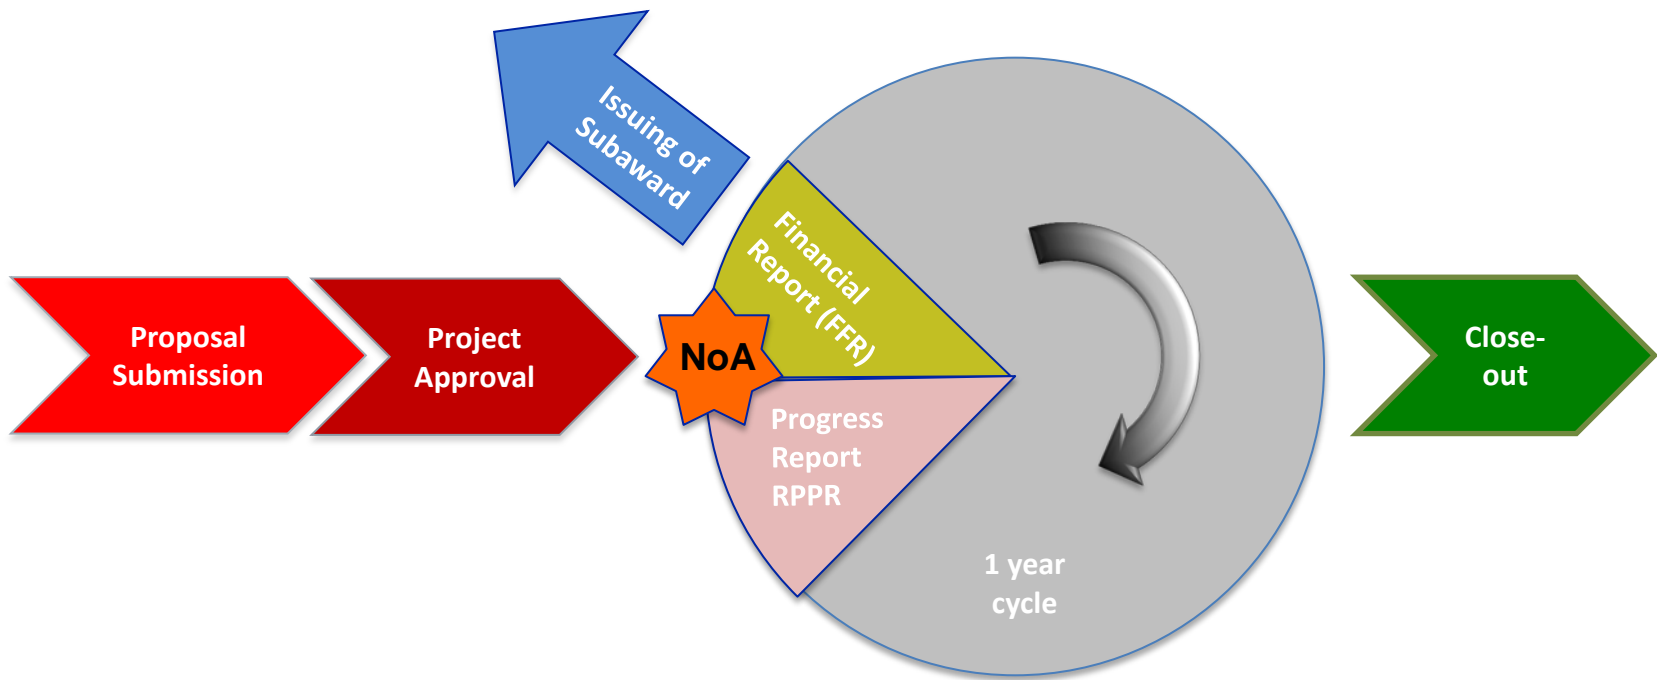 Issuing of
Subaward
Financial
Report (FFR)
Proposal
Submission
Project
Approval
NoA
Progress
Report
RPPR
1 year
cycle
Close-
out